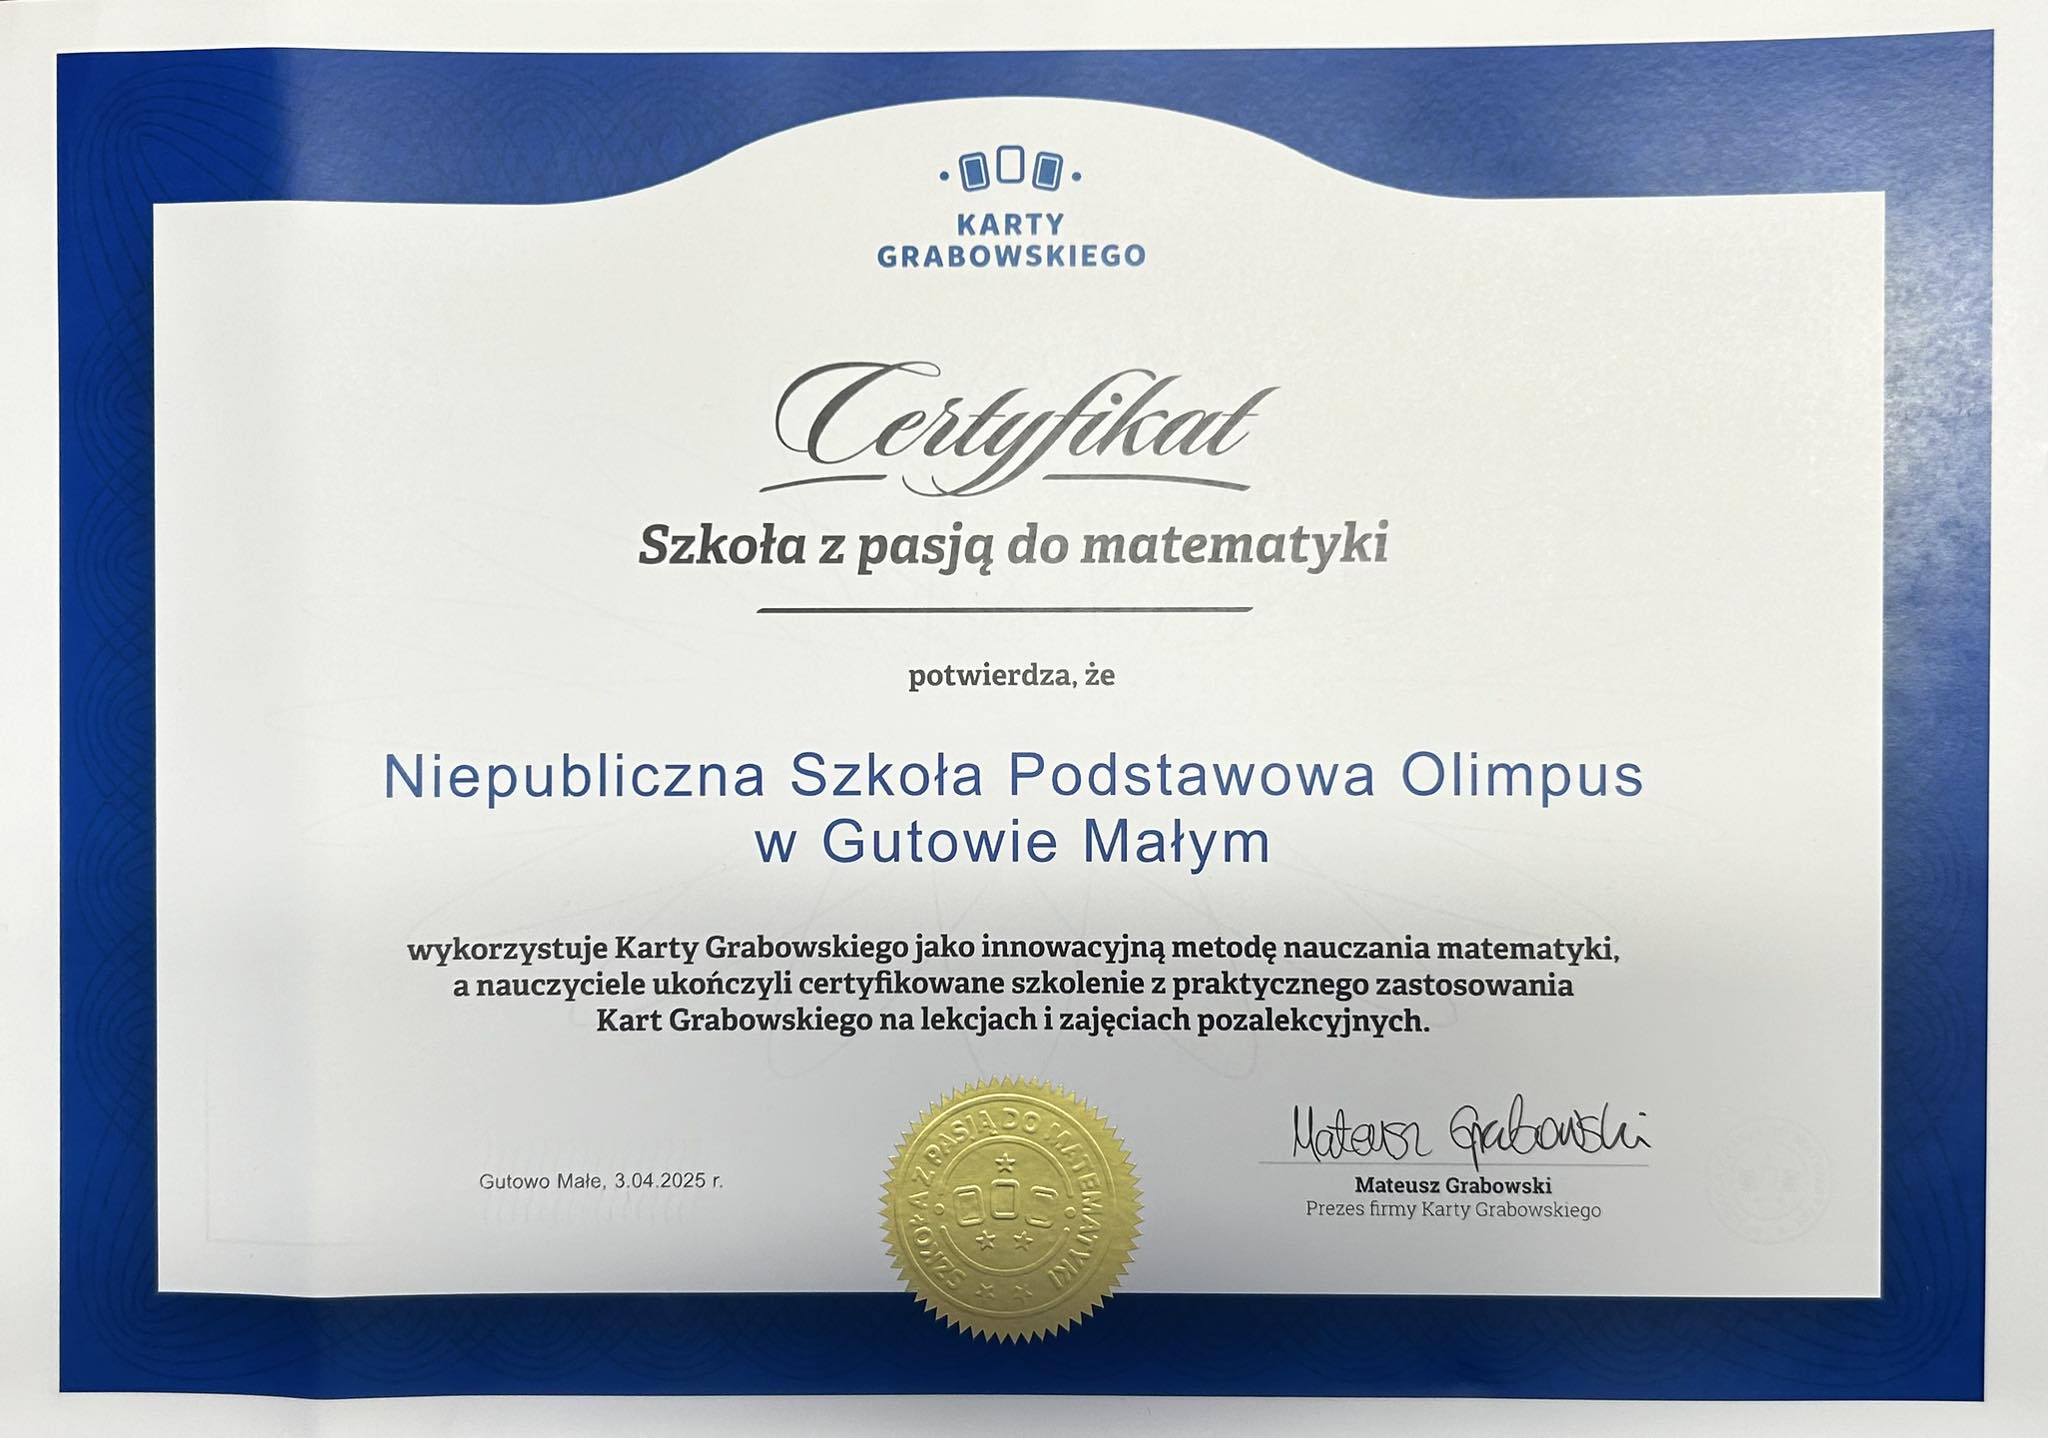 KARTY
GRABOWSKIEGO
Certyfikat
Szkoła z pasją do matematyki
potwierdza, że
Niepubliczna Szkoła Podstawowa Olimpus
w Gutowie Małym
wykorzystuje Karty Grabowskiego jako innowacyjną metodę nauczania matematyki,
a nauczyciele ukończyli certyfikowane szkolenie z praktycznego zastosowania
Kart Grabowskiego na lekcjach i zajęciach pozalekcyjnych.
SZKOŁA Z PASJĄ DO MATEMATYKI
Mateusz Grabowski
Gutowo Małe, 3.04.2025 r.
Mateusz Grabowski
Prezes firmy Karty Grabowskiego